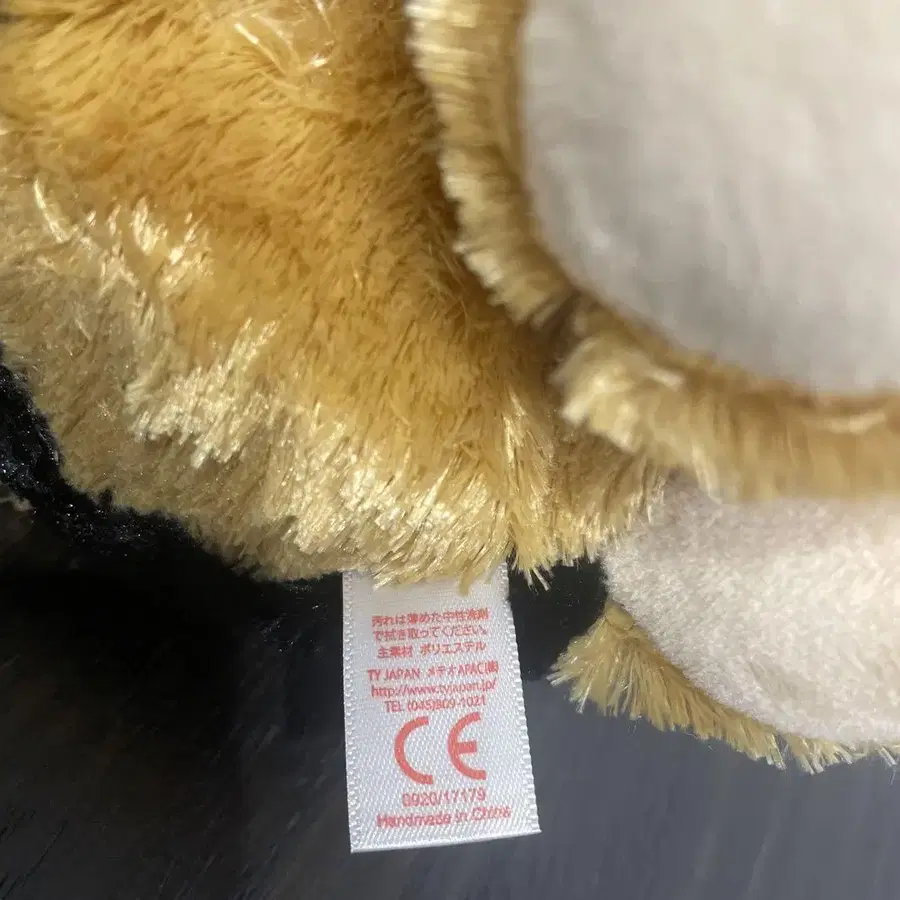 汚れは薄めた中性洗剤
で拭き取ってください。
主素材 ポリエステル
TY JAPAN メテオAPAC(株)
http://www.tyjapan.jp/
TEL (045)809-1021
CE
0920/17179
Handmade in China